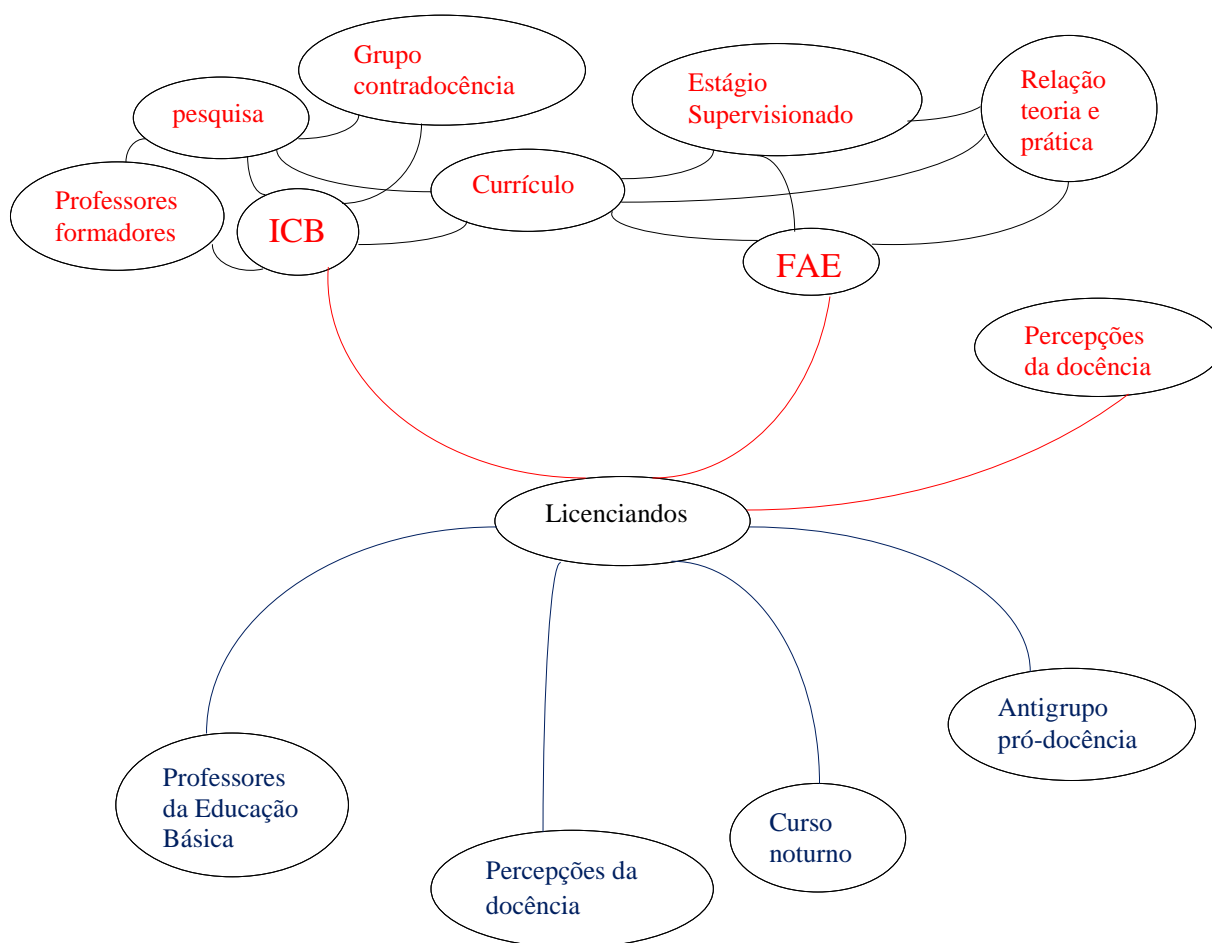 Grupo
contradocência
pesquisa
Estágio
Supervisionado
Relação
teoria e
prática
Professores
formadores
ICB
Currículo
FAE
Percepções
da docência
Licenciandos
Professores
da Educação
Básica
Percepções da
docência
Curso
noturno
Antigrupo
pró-docência